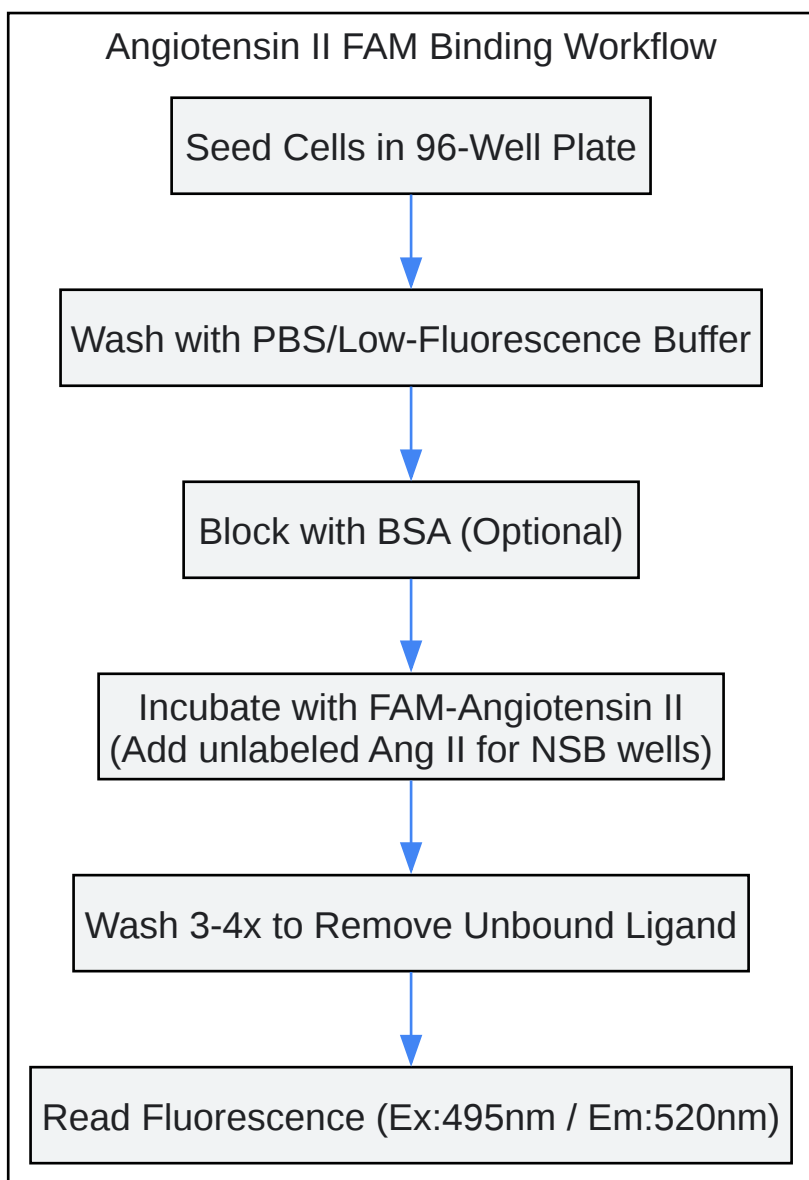 Angiotensin II FAM Binding Workflow
Seed Cells in 96-Well Plate
Wash with PBS/Low-Fluorescence Buffer
Block with BSA (Optional)
Incubate with FAM-Angiotensin II
(Add unlabeled Ang II for NSB wells)
Wash 3-4x to Remove Unbound Ligand
Read Fluorescence (Ex:495nm / Em:520nm)